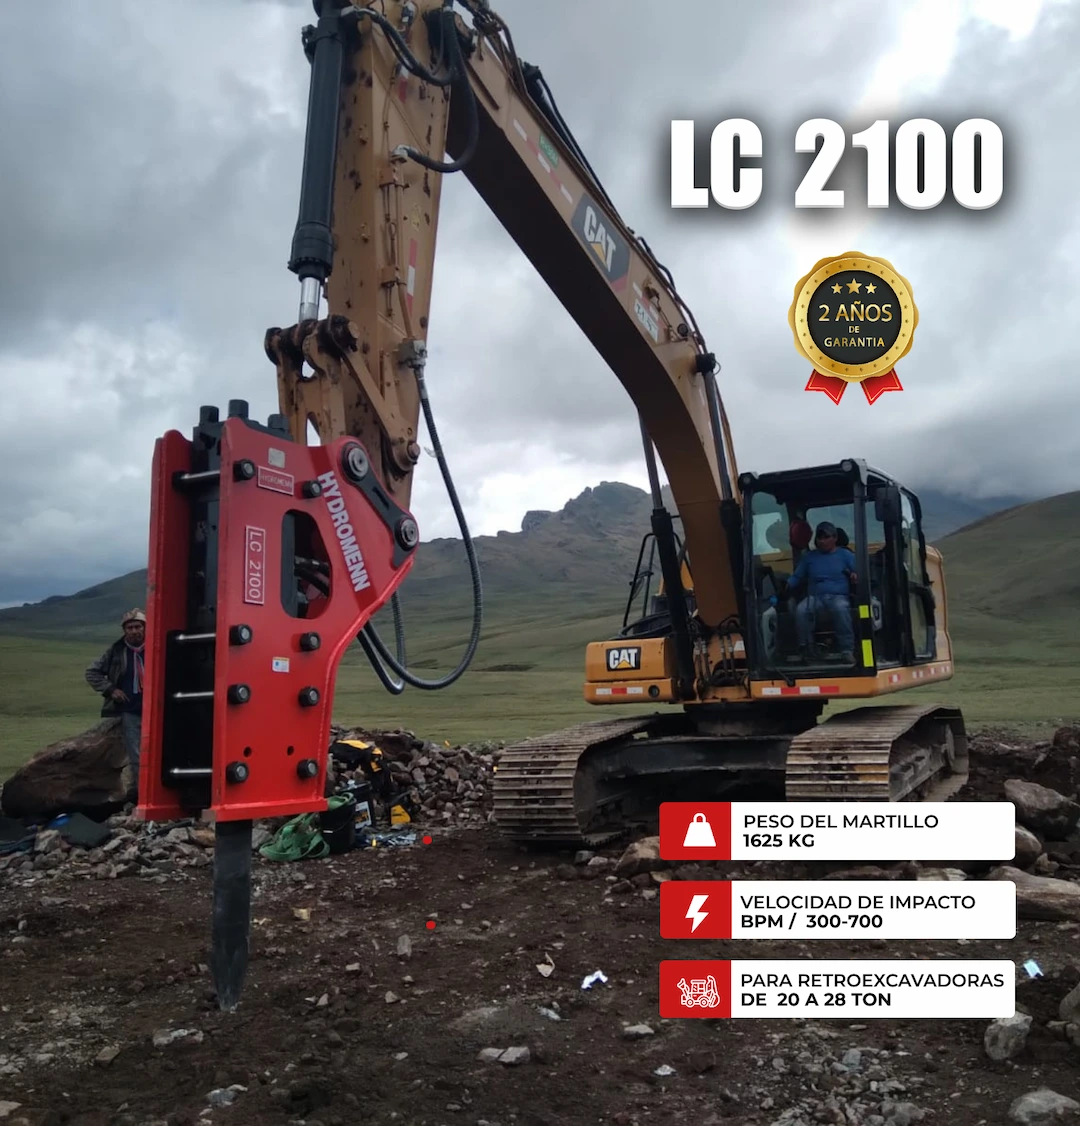 LC 2100
2 AÑOS
DE
GARANTIA
CAT
HYDROMENN
HYDROMENN
LC 2100
CAT
PESO DEL MARTILLO
1625 KG
VELOCIDAD DE IMPACTO
BPM / 300-700
PARA RETROEXCAVADORAS
DE 20 A 28 TON